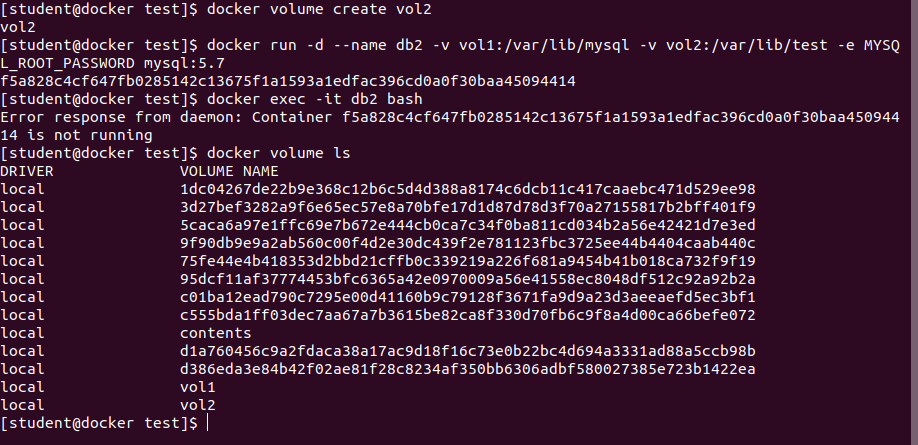 [student@docker test]$ docker volume create vol2
vol2
[student@docker test]$ docker run -d --name db2 -v vol1:/var/lib/mysql -v vol2:/var/lib/test -e MYSQ
L_ROOT_PASSWORD mysql:5.7
f5a828c4cf647fb0285142c13675f1a1593a1edfac396cd0a0f30baa45094414
[student@docker test]$ docker exec -it db2 bash
Error response from daemon: Container f5a828c4cf647fb0285142c13675f1a1593a1edfac396cd0a0f30baa450944
14 is not running
[student@docker test]$ docker volume ls
DRIVER              VOLUME NAME
local               1dc04267de22b9e368c12b6c5d4d388a8174c6dcb11c417caaebc471d529ee98
local               3d27bef3282a9f6e65ec57e8a70bfe17d1d87d78d3f70a27155817b2bff401f9
local               5caca6a97e1ffc69e7b672e444cb0ca7c34f0ba811cd034b2a56e42421d7e3ed
local               9f90db9e9a2ab560c00f4d2e30dc439f2e781123fbc3725ee44b4404caab440c
local               75fe44e4b418353d2bbd21cffb0c339219a226f681a9454b41b018ca732f9f19
local               95dcf11af37774453bfc6365a42e0970009a56e41558ec8048df512c92a92b2a
local               c01ba12ead790c7295e00d41160b9c79128f3671fa9d9a23d3aeeaefd5ec3bf1
local               c555bda1ff03dec7aa67a7b3615be82ca8f330d70fb6c9f8a4d00ca66befe072
local               contents
local               d1a760456c9a2fdaca38a17ac9d18f16c73e0b22bc4d694a3331ad88a5ccb98b
local               d386eda3e84b42f02ae81f28c8234af350bb6306adbf580027385e723b1422ea
local               vol1
local               vol2
[student@docker test]$